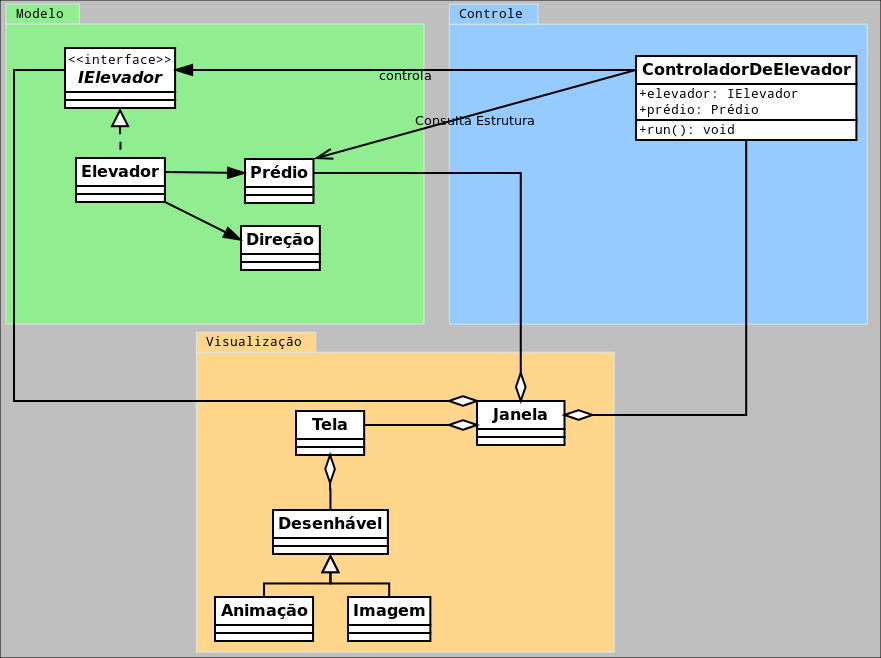 Modelo
Controle
<<interface>>
IElevador
controla
ControladorDeElevador
+elevador: IElevador
+prédio: Prédio
+run(): void
Consulta Estrutura
Elevador
Prédio
Direção
Visualização
Tela
Janela
Desenhável
Animação
Imagem